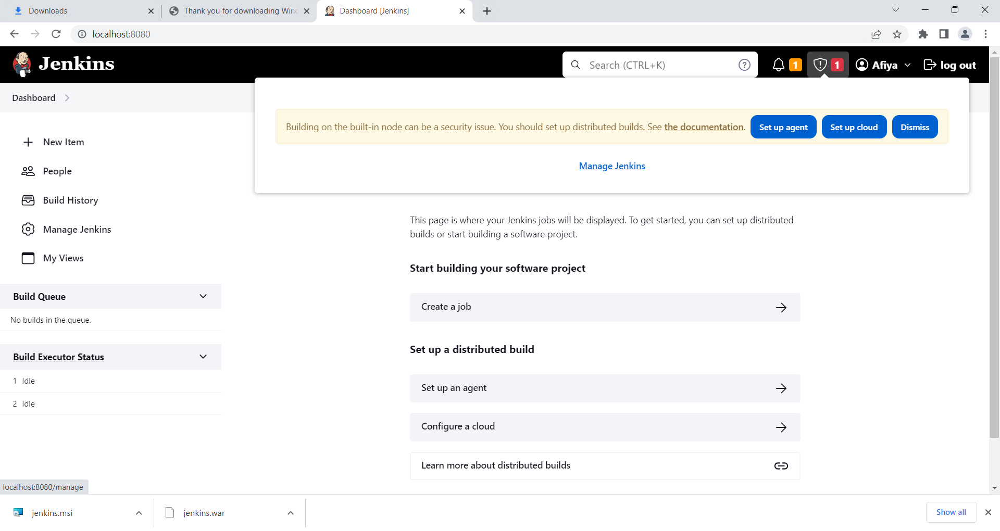 Downloads
Thank you for downloading Wind
Dashboard [Jenkins]
localhost:8080
Jenkins
Search (CTRL+K)
1
1
Afiya
log out
Dashboard
Building on the built-in node can be a security issue. You should set up distributed builds. See the documentation.
Set up agent
Set up cloud
Dismiss
Manage Jenkins
New Item
People
Build History
Manage Jenkins
My Views
Build Queue
No builds in the queue.
Build Executor Status
1 Idle
2 Idle
This page is where your Jenkins jobs will be displayed. To get started, you can set up distributed
builds or start building a software project.
Start building your software project
Create a job
Set up a distributed build
Set up an agent
Configure a cloud
Learn more about distributed builds
localhost:8080/manage
jenkins.msi
jenkins.war
Show all